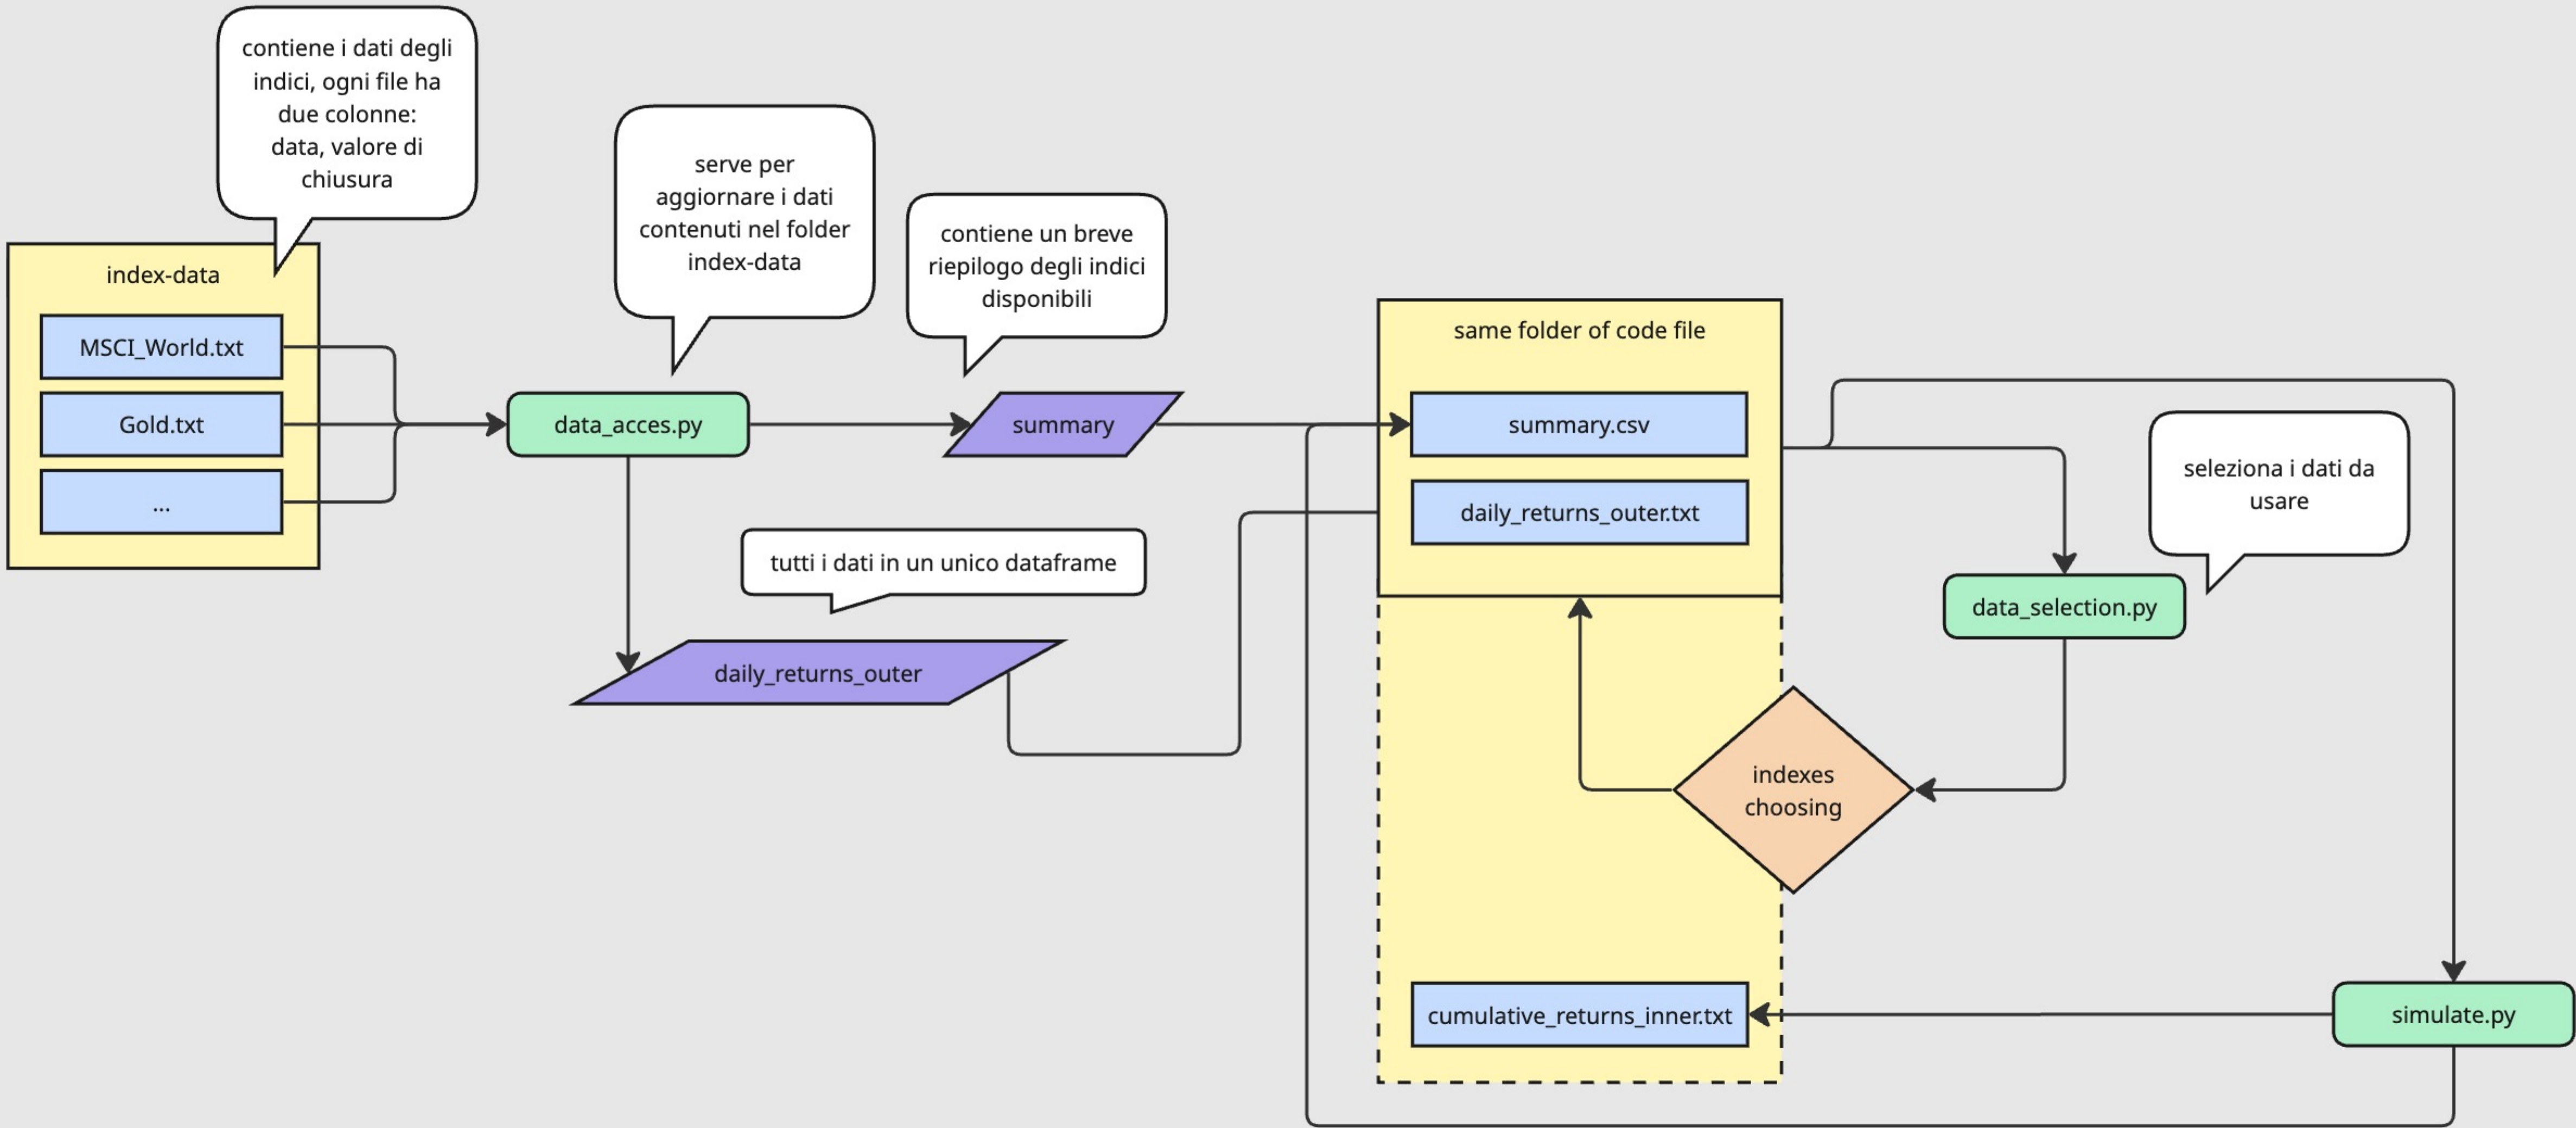 contiene i dati degli
indici, ogni file ha
due colonne:
data, valore di
chiusura
serve per
aggiornare i dati
contenuti nel folder
index-data
contiene un breve
riepilogo degli indici
disponibili
index-data
MSCI_World.txt
Gold.txt
...
data_acces.py
summary
same folder of code file
summary.csv
daily_returns_outer.txt
seleziona i dati da
usare
tutti i dati in un unico dataframe
daily_returns_outer
data_selection.py
indexes
choosing
cumulative_returns_inner.txt
simulate.py